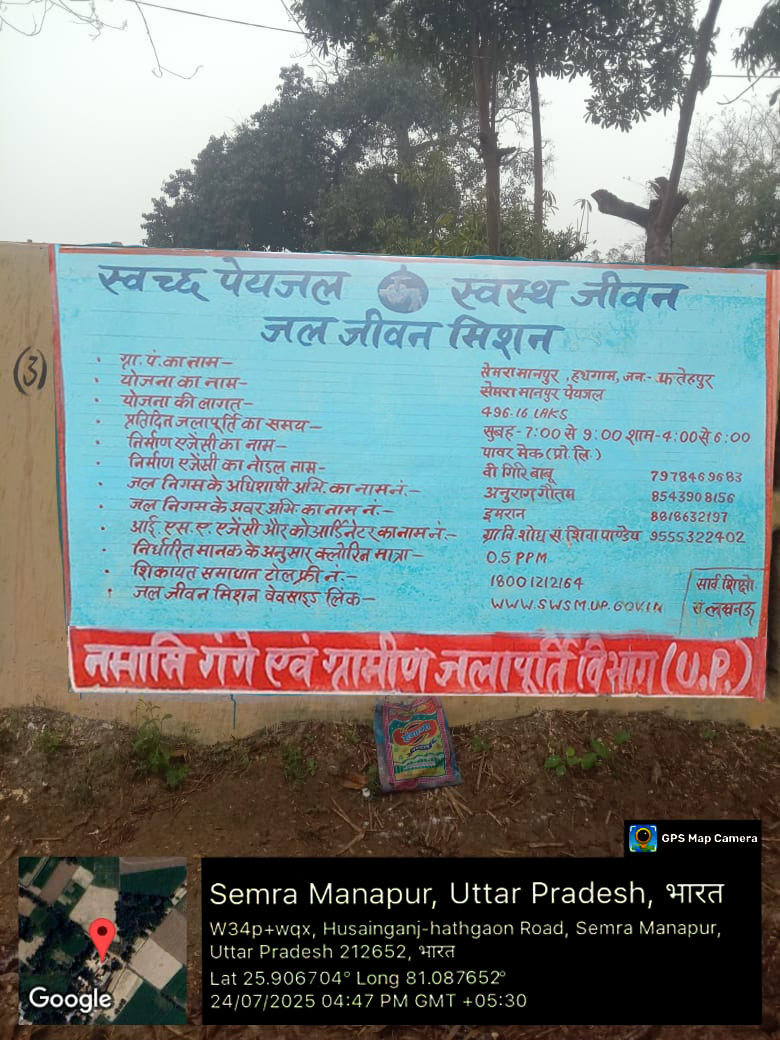 स्वच्छ पेयजल स्वस्थ जीवन
जल जीवन मिशन
(3)
• ग्रा. पं. का नाम – सेमरा मानपुर, हथगाम, जन.- फतेहपुर
• योजना का नाम – सेमरा मानपुर पेयजल
• योजना की लागत – 496.16 LAKS
• प्रतिदिन जलापूर्ति का समय – सुबह - 7:00 से 9:00 शाम - 4:00 से 6:00
• निर्माण एजेंसी का नाम – पावर मेक (प्रो. लि.)
• निर्माण एजेंसी का नोडल नाम - वी गिरि बाबू 7978469683
• जल निगम के अधिशाषी अभि. का नाम नं. – अनुराग गौतम 8543908156
• जल निगम के अवर अभि. का नाम नं. – इमरान 8818632197
• आई. एस. ए. एजेंसी और कोआर्डिनेटर का नाम नं. – ग्रा. वि. शोध सं. शिवा पाण्डेय 9555322402
• निर्धारित मानक के अनुसार क्लोरिन मात्रा – 0.5 PPM
• शिकायत समाधान टोल फ्री नं. – 18001212164
• जल जीवन मिशन वेवसाइड लिंक – WWW.SWSM.UP.GOV.IN
सं. लखनऊ
नमामि गंगे एवं ग्रामीण जलापूर्ति विभाग (U.P.)
GPS Map Camera
Semra Manapur, Uttar Pradesh, भारत
W34p+wqx, Husainganj-hathgaon Road, Semra Manapur,
Uttar Pradesh 212652, भारत
Lat 25.906704° Long 81.087652°
24/07/2025 04:47 PM GMT +05:30
Google